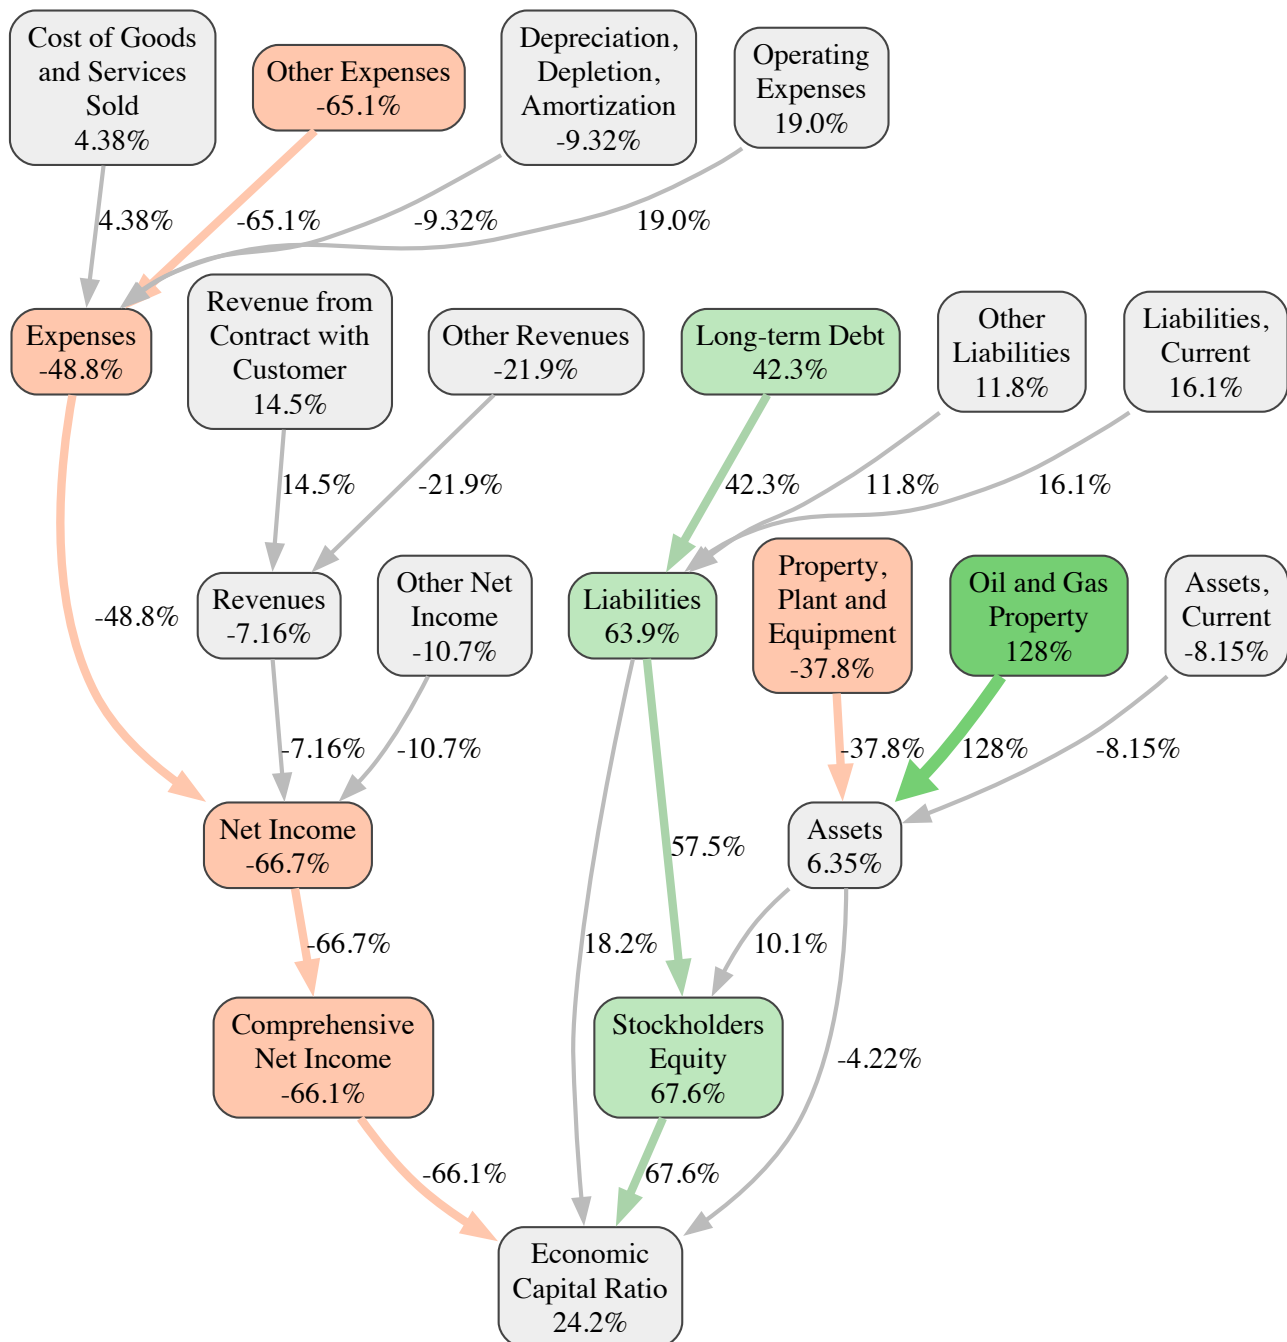 Cost of Goods
and Services
Sold
4.38%
Other Expenses
-65.1%
Depreciation,
Depletion,
Amortization
-9.32%
Operating
Expenses
19.0%
4.38%
-65.1%
-9.32%
19.0%
Expenses
-48.8%
Revenue from
Contract with
Customer
14.5%
Other Revenues
-21.9%
Long-term Debt
42.3%
Other
Liabilities
11.8%
Liabilities,
Current
16.1%
14.5%
-21.9%
42.3%
11.8%
16.1%
-48.8%
Revenues
-7.16%
Other Net
Income
-10.7%
Liabilities
63.9%
Property,
Plant and
Equipment
-37.8%
Oil and Gas
Property
128%
Assets,
Current
-8.15%
-7.16%
-10.7%
-37.8%
128%
-8.15%
Net Income
-66.7%
57.5%
Assets
6.35%
-66.7%
18.2%
10.1%
Comprehensive
Net Income
-66.1%
Stockholders
Equity
67.6%
-4.22%
-66.1%
67.6%
Economic
Capital Ratio
24.2%